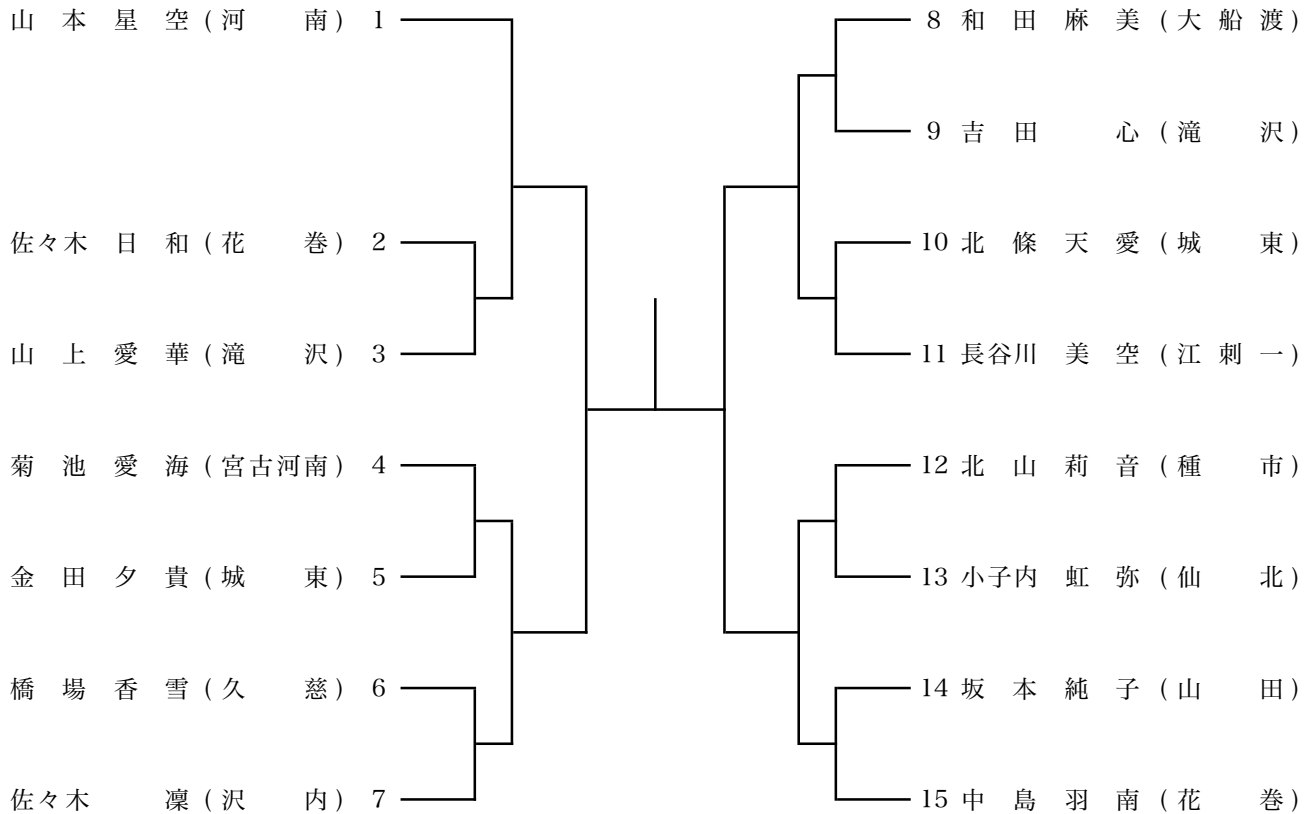 山本星空(河南) 1
佐々木日和(花巻) 2
山上愛華(滝沢) 3
菊池愛海(宮古河南) 4
金田夕貴(城東) 5
橋場香雪(久慈) 6
佐々木凜(沢内) 7
8 和田麻美(大船渡)
9 吉田心(滝沢)
10 北條天愛(城東)
11 長谷川美空(江刺一)
12 北山莉音(種市)
13 小子内虹弥(仙北)
14 坂本純子(山田)
15 中島羽南(花巻)